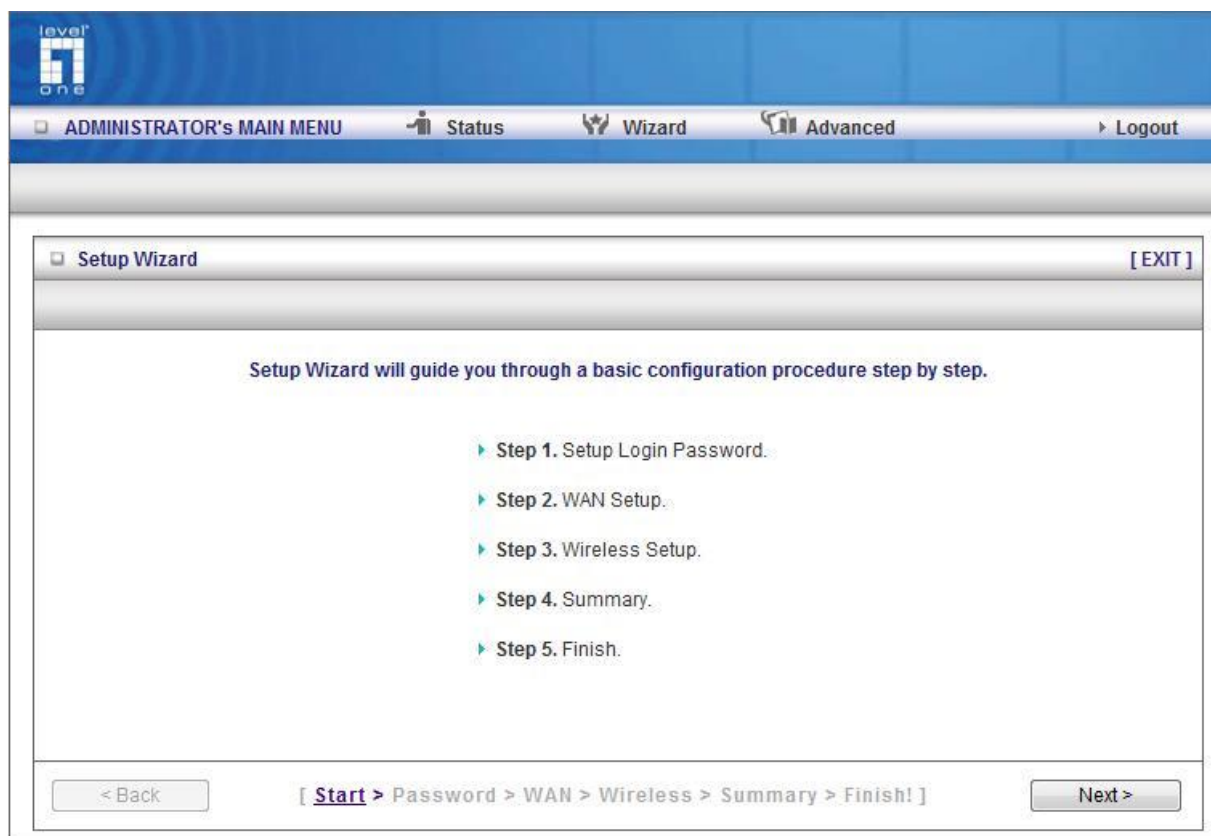 level
one
ADMINISTRATOR's MAIN MENU Status Wizard Advanced Logout
Setup Wizard [ EXIT ]
Setup Wizard will guide you through a basic configuration procedure step by step.
Step 1. Setup Login Password.
Step 2. WAN Setup.
Step 3. Wireless Setup.
Step 4. Summary.
Step 5. Finish.
< Back [ Start > Password > WAN > Wireless > Summary > Finish! ] Next >